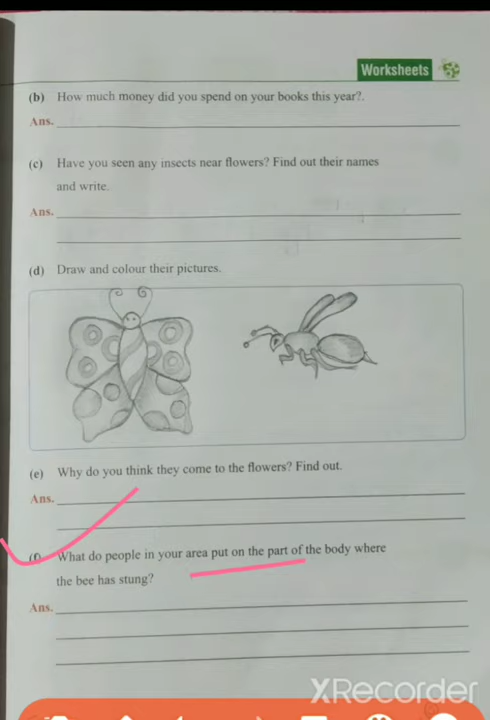 Worksheets
(b) How much money did you spend on your books this year?.
Ans.
(c) Have you seen any insects near flowers? Find out their names
and write.
Ans.
(d) Draw and colour their pictures.
(e) Why do you think they come to the flowers? Find out.
Ans.
(f) What do people in your area put on the part of the body where
the bee has stung?
Ans.
XRecorder